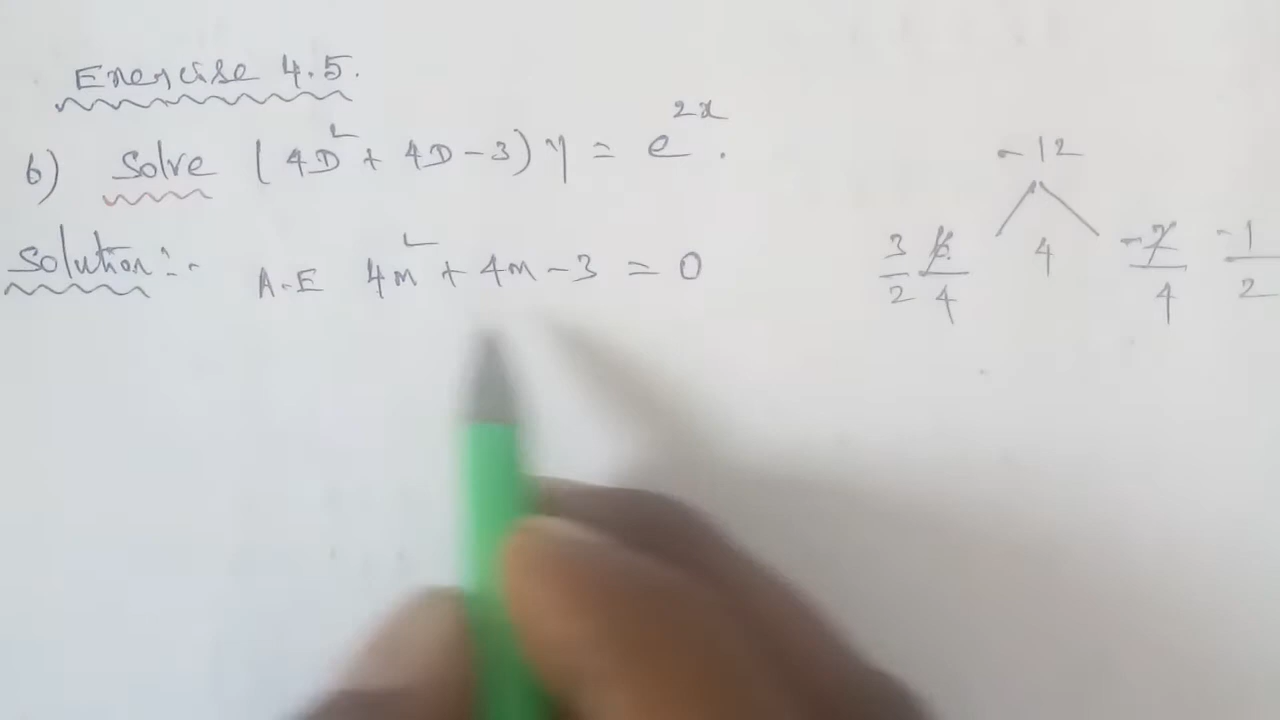 Exercise 4.5.
6) Solve (4D² + 4D - 3) y = e^2x.
Solution :- A.E 4m² + 4m - 3 = 0
-12
3/2 6/4 4 -2/4 -1/2